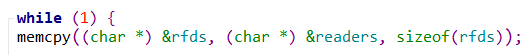 while (1) {
memcpy((char *) &rfds, (char *) &readers, sizeof(rfds));